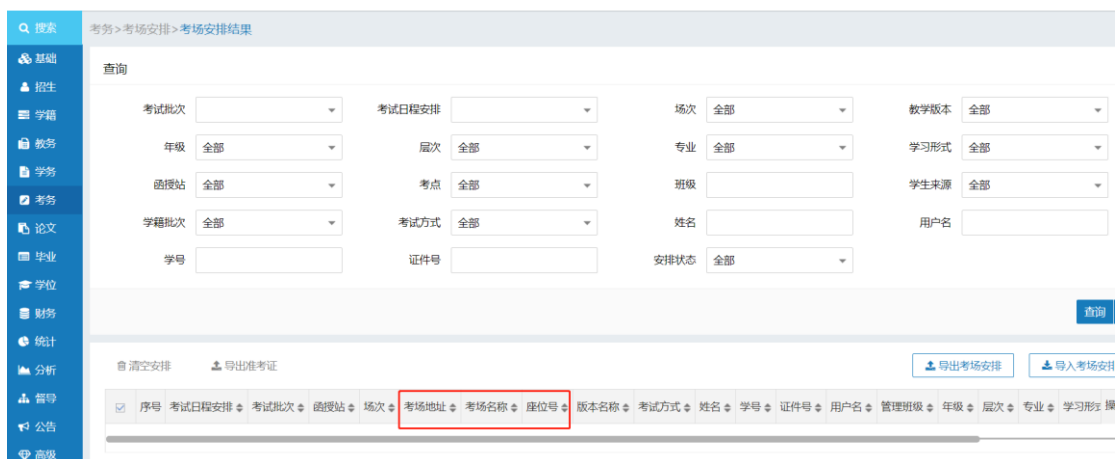 搜索
考务>考场安排>考场安排结果
基础
招生
学籍
教务
学务
考务
论文
毕业
学位
财务
统计
分析
督导
公告
高级
查询
考试批次 考试日程安排 场次 全部 教学版本 全部
年级 全部 层次 全部 专业 全部 学习形式 全部
函授站 全部 考点 全部 班级 学生来源 全部
学籍批次 全部 考试方式 全部 姓名 用户名
学号 证件号 安排状态 全部
查询
清空安排 导出准考证 导出考场安排 导入考场安排
序号 考试日程安排 考试批次 函授站 场次 考场地址 考场名称 座位号 版本名称 考试方式 姓名 学号 证件号 用户名 管理班级 年级 层次 专业 学习形式